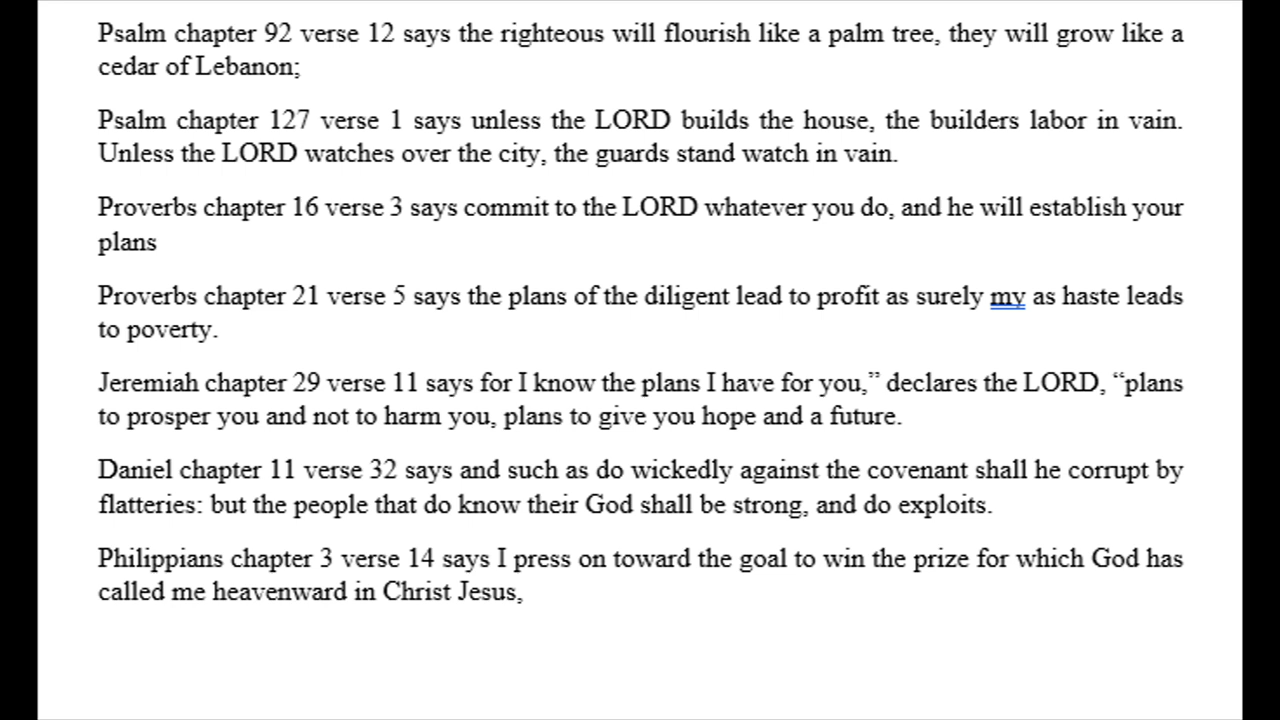 Psalm chapter 92 verse 12 says the righteous will flourish like a palm tree, they will grow like a
cedar of Lebanon;
Psalm chapter 127 verse 1 says unless the LORD builds the house, the builders labor in vain.
Unless the LORD watches over the city, the guards stand watch in vain.
Proverbs chapter 16 verse 3 says commit to the LORD whatever you do, and he will establish your
plans
Proverbs chapter 21 verse 5 says the plans of the diligent lead to profit as surely my as haste leads
to poverty.
Jeremiah chapter 29 verse 11 says for I know the plans I have for you,” declares the LORD, “plans
to prosper you and not to harm you, plans to give you hope and a future.
Daniel chapter 11 verse 32 says and such as do wickedly against the covenant shall he corrupt by
flatteries: but the people that do know their God shall be strong, and do exploits.
Philippians chapter 3 verse 14 says I press on toward the goal to win the prize for which God has
called me heavenward in Christ Jesus,